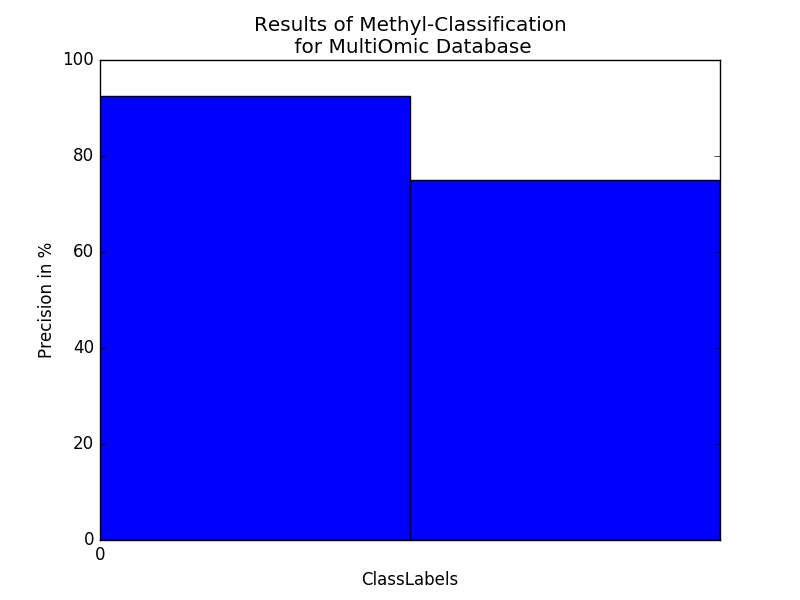 Results of Methyl-Classification
for MultiOmic Database
100
80
60
40
20
0
0
Precision in %
ClassLabels